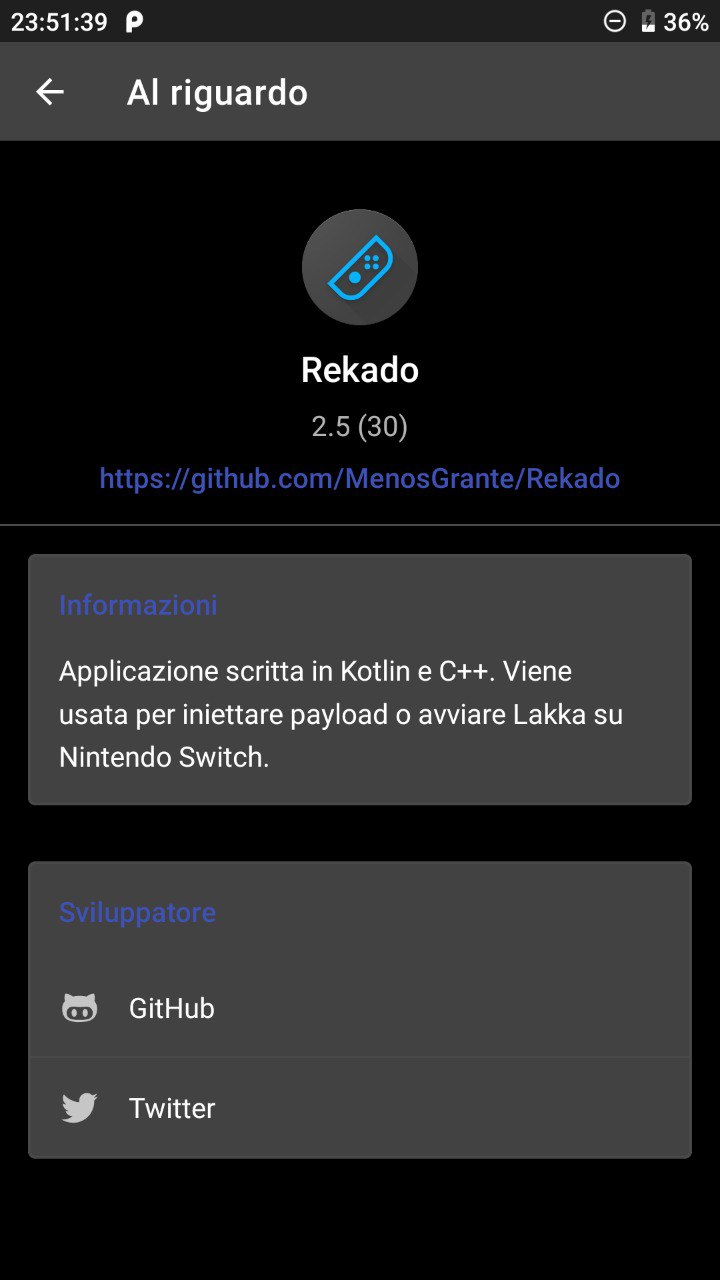 23:51:39
36%
Al riguardo
Rekado
2.5 (30)
https://github.com/MenosGrante/Rekado
Informazioni
Applicazione scritta in Kotlin e C++. Viene
usata per iniettare payload o avviare Lakka su
Nintendo Switch.
Sviluppatore
GitHub
Twitter